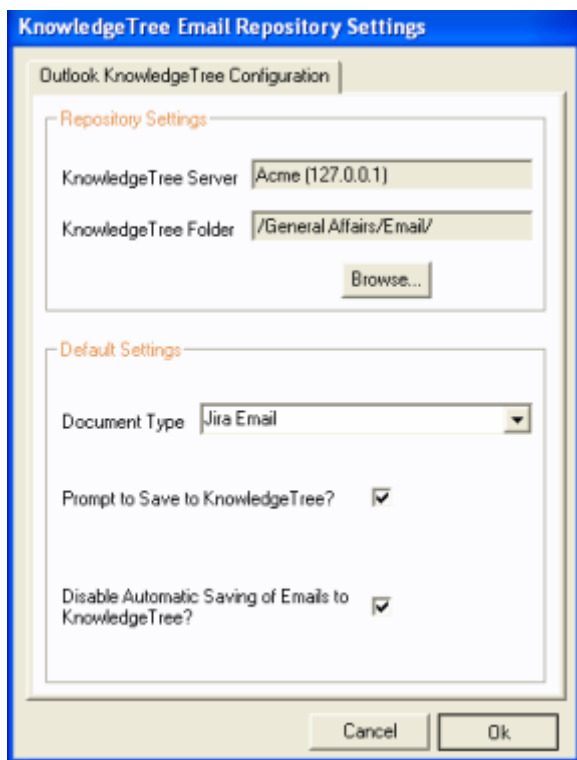 KnowledgeTree Email Repository Settings
Outlook KnowledgeTree Configuration
Repository Settings
KnowledgeTree Server Acme (127.0.0.1)
KnowledgeTree Folder /General Affairs/Email/
Browse...
Default Settings
Document Type Jira Email
Prompt to Save to KnowledgeTree?
Disable Automatic Saving of Emails to
KnowledgeTree?
Cancel Ok